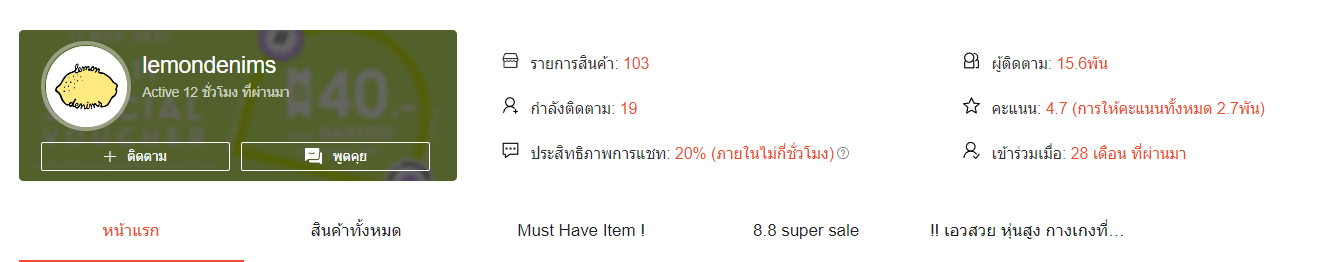 lemon
denims
lemondenims
Active 12 ชั่วโมง ที่ผ่านมา
40.-
VOUCHER
ติดตาม
พูดคุย
รายการสินค้า: 103
กำลังติดตาม: 19
ประสิทธิภาพการแชท: 20% (ภายในไม่กี่ชั่วโมง)
ผู้ติดตาม: 15.6พัน
คะแนน: 4.7 (การให้คะแนนทั้งหมด 2.7พัน)
เข้าร่วมเมื่อ: 28 เดือน ที่ผ่านมา
หน้าแรก
สินค้าทั้งหมด
Must Have Item !
8.8 super sale
!! เอวสวย หุ่นสูง กางเกงที่...